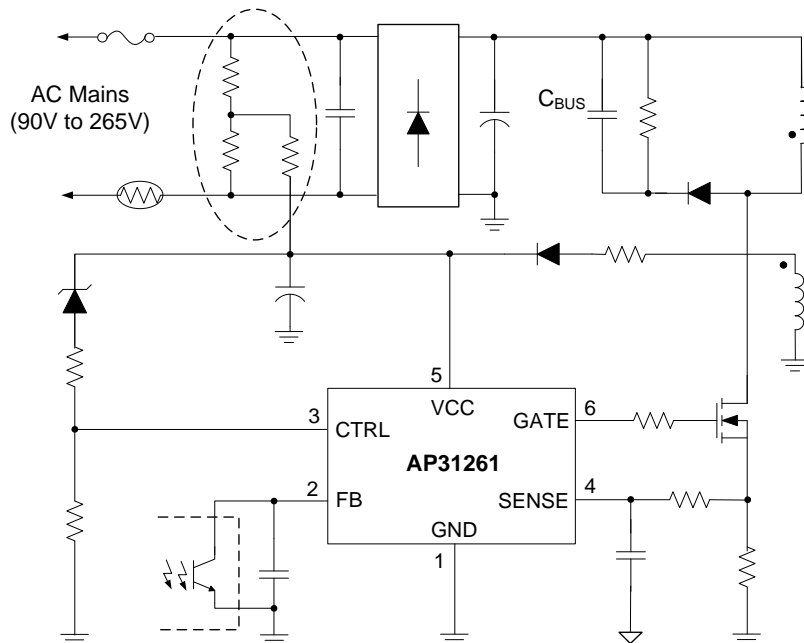 AC Mains
(90V to 265V)
CBUS
5
VCC
3
CTRL
GATE
6
AP31261
2
FB
SENSE
4
GND
1